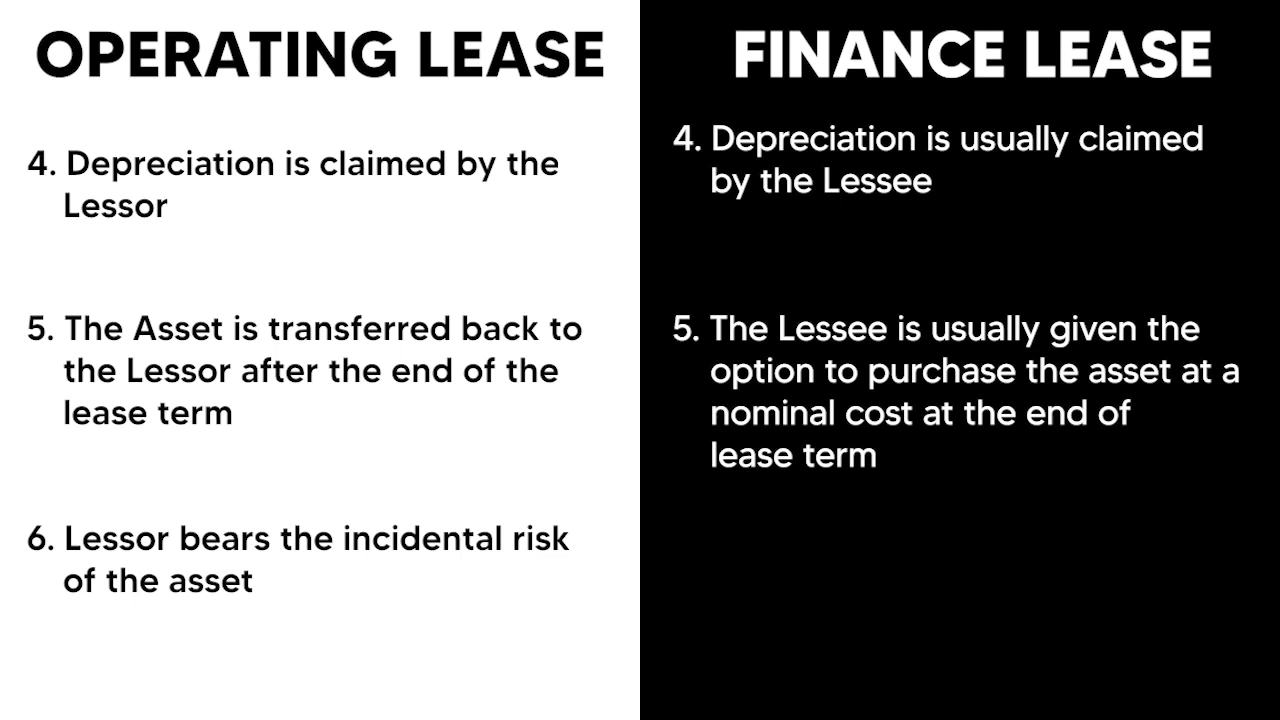 OPERATING LEASE
4. Depreciation is claimed by the
Lessor
5. The Asset is transferred back to
the Lessor after the end of the
lease term
6. Lessor bears the incidental risk
of the asset
FINANCE LEASE
4. Depreciation is usually claimed
by the Lessee
5. The Lessee is usually given the
option to purchase the asset at a
nominal cost at the end of
lease term